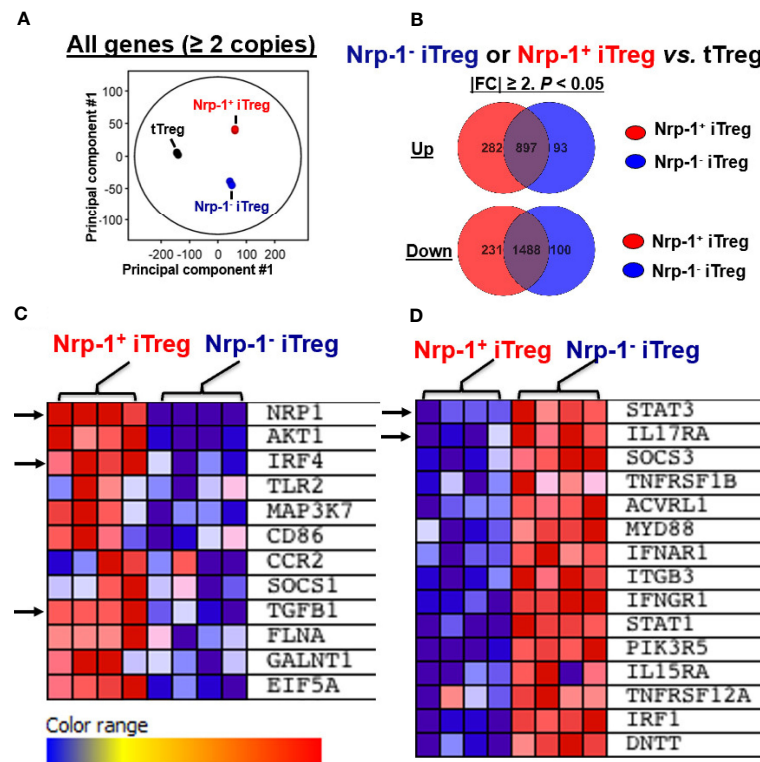 A
All genes (≥ 2 copies)
Principal component #1
100
50
0
-50
-100
Nrp-1⁺ iTreg
tTreg
Nrp-1⁻ iTreg
-200 -100 0 100 200
Principal component #1
B
Nrp-1⁻ iTreg or Nrp-1⁺ iTreg vs. tTreg
|FC| ≥ 2. P < 0.05
Up
282 897 93
Nrp-1⁺ iTreg
Nrp-1⁻ iTreg
Down
231 1488 100
Nrp-1⁺ iTreg
Nrp-1⁻ iTreg
C
Nrp-1⁺ iTreg Nrp-1⁻ iTreg
NRP1
AKT1
IRF4
TLR2
MAP3K7
CD86
CCR2
SOCS1
TGFB1
FLNA
GALNT1
EIF5A
Color range
D
Nrp-1⁺ iTreg Nrp-1⁻ iTreg
STAT3
IL17RA
SOCS3
TNFRSF1B
ACVRL1
MYD88
IFNAR1
ITGB3
IFNGR1
STAT1
PIK3R5
IL15RA
TNFRSF12A
IRF1
DNTT